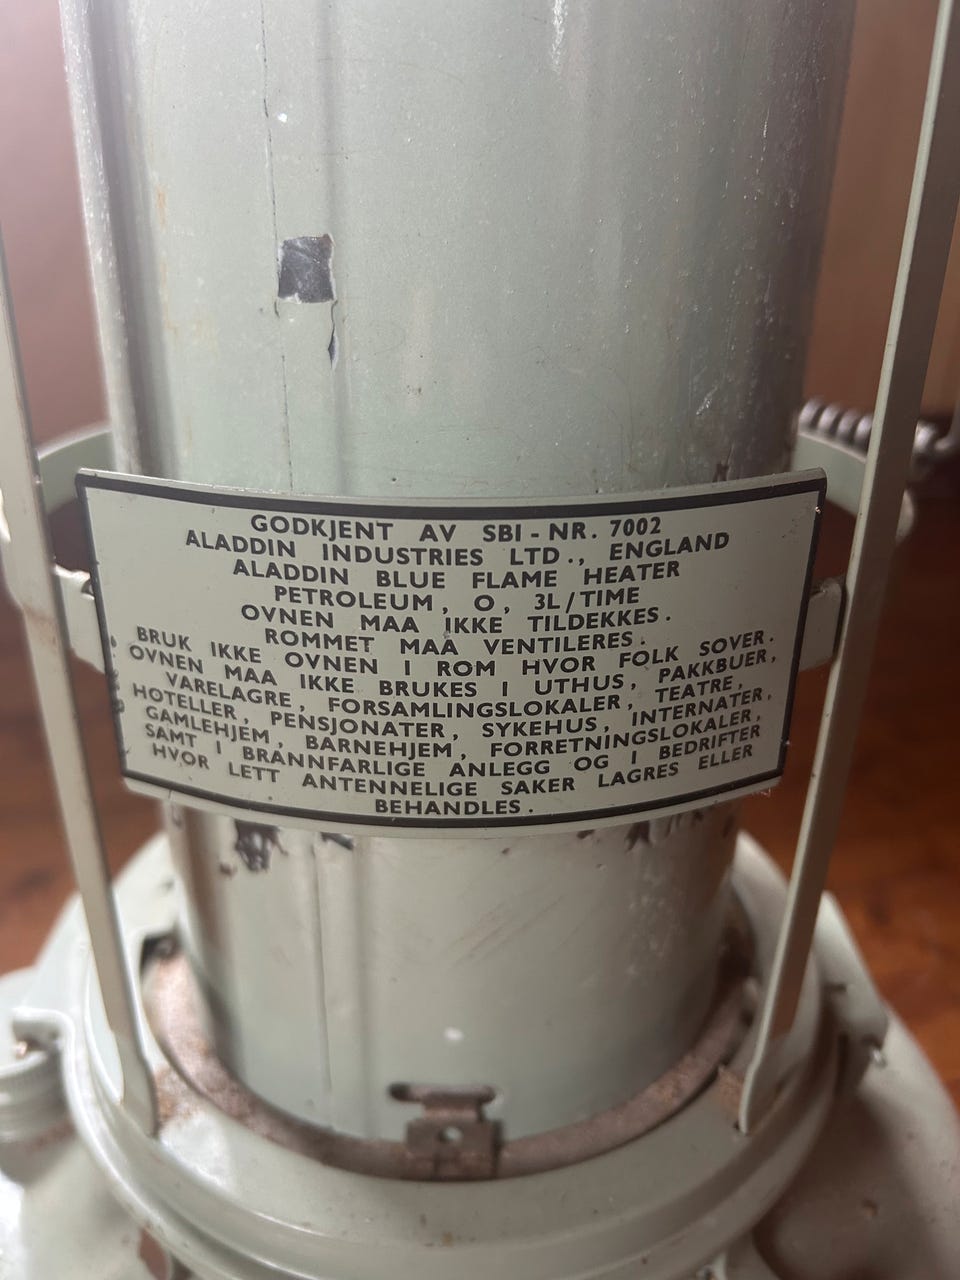 GODKJENT AV SBI - NR. 7002
ALADDIN INDUSTRIES LTD., ENGLAND
ALADDIN BLUE FLAME HEATER
PETROLEUM, O, 3L/TIME
OVNEN MAA IKKE TILDEKKES.
ROMMET MAA VENTILERES.
BRUK IKKE OVNEN I ROM HVOR FOLK SOVER.
OVNEN MAA IKKE BRUKES I UTHUS, PAKKBUER,
VARELAGRE, FORSAMLINGSLOKALER, TEATRE,
HOTELLER, PENSJONATER, SYKEHUS, INTERNATER,
GAMLEHJEM, BARNEHJEM, FORRETNINGSLOKALER,
SAMT I BRANNFARLIGE ANLEGG OG I BEDRIFTER
HVOR LETT ANTENNELIGE SAKER LAGRES ELLER
BEHANDLES.